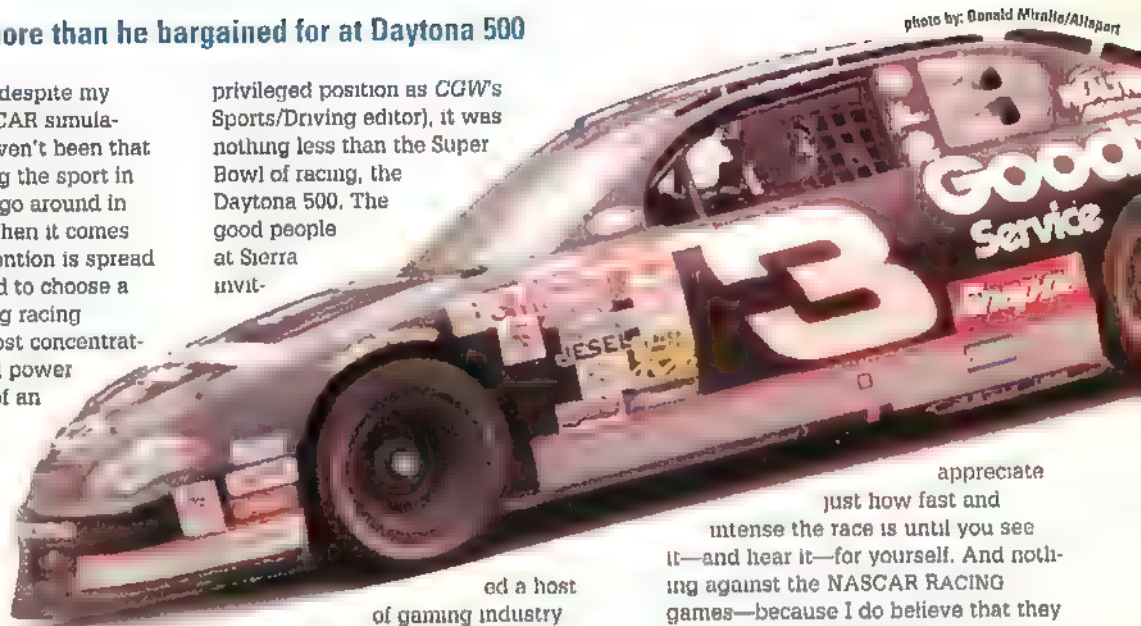 photo by: Donald Miralle/Allsport
more than he bargained for at Daytona 500
despite my
CAR simula-
ven't been that
g the sport in
go around in
hen it comes
ention is spread
d to choose a
g racing
ost concentrat-
power
of an
privileged position as CGW's
Sports/Driving editor), it was
nothing less than the Super
Bowl of racing, the
Daytona 500. The
good people
at Sierra
invit-
ed a host
of gaming industry
appreciate
just how fast and
intense the race is until you see
it—and hear it—for yourself. And noth-
ing against the NASCAR RACING
games—because I do believe that they
3
Service